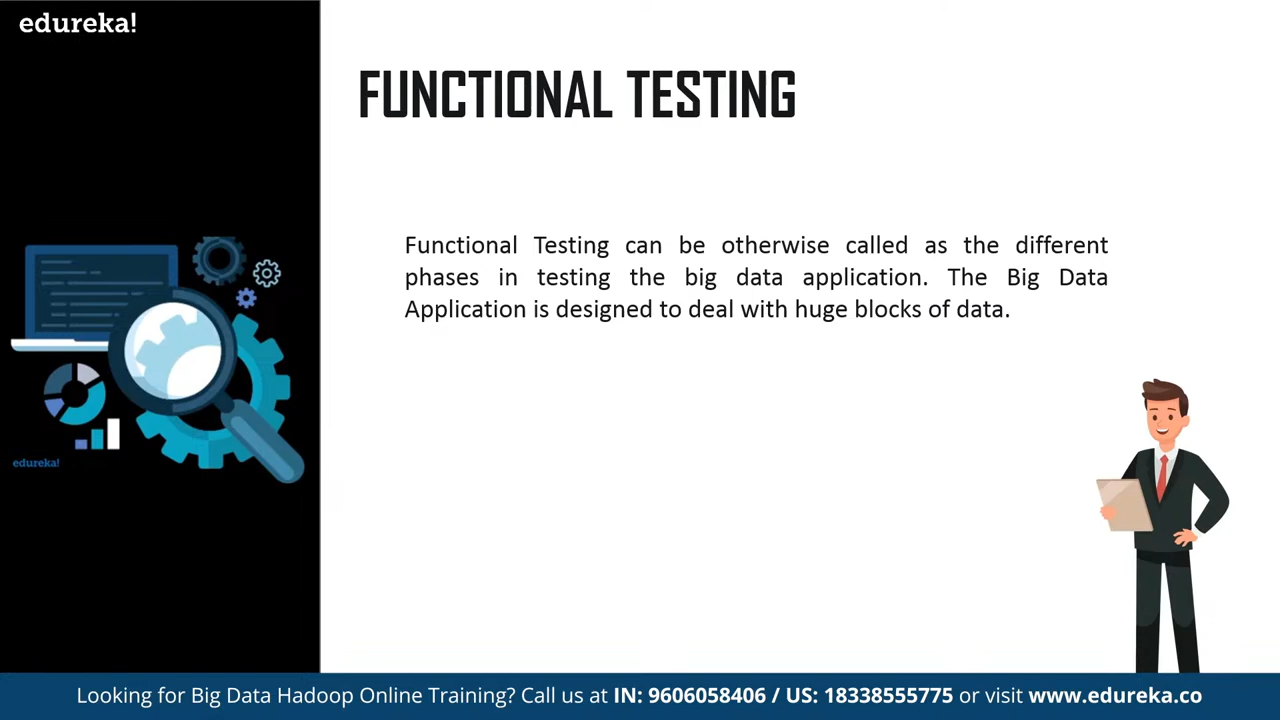 edureka!
FUNCTIONAL TESTING
Functional Testing can be otherwise called as the different
phases in testing the big data application. The Big Data
Application is designed to deal with huge blocks of data.
edureka!
Looking for Big Data Hadoop Online Training? Call us at IN: 9606058406 / US: 18338555775 or visit www.edureka.co